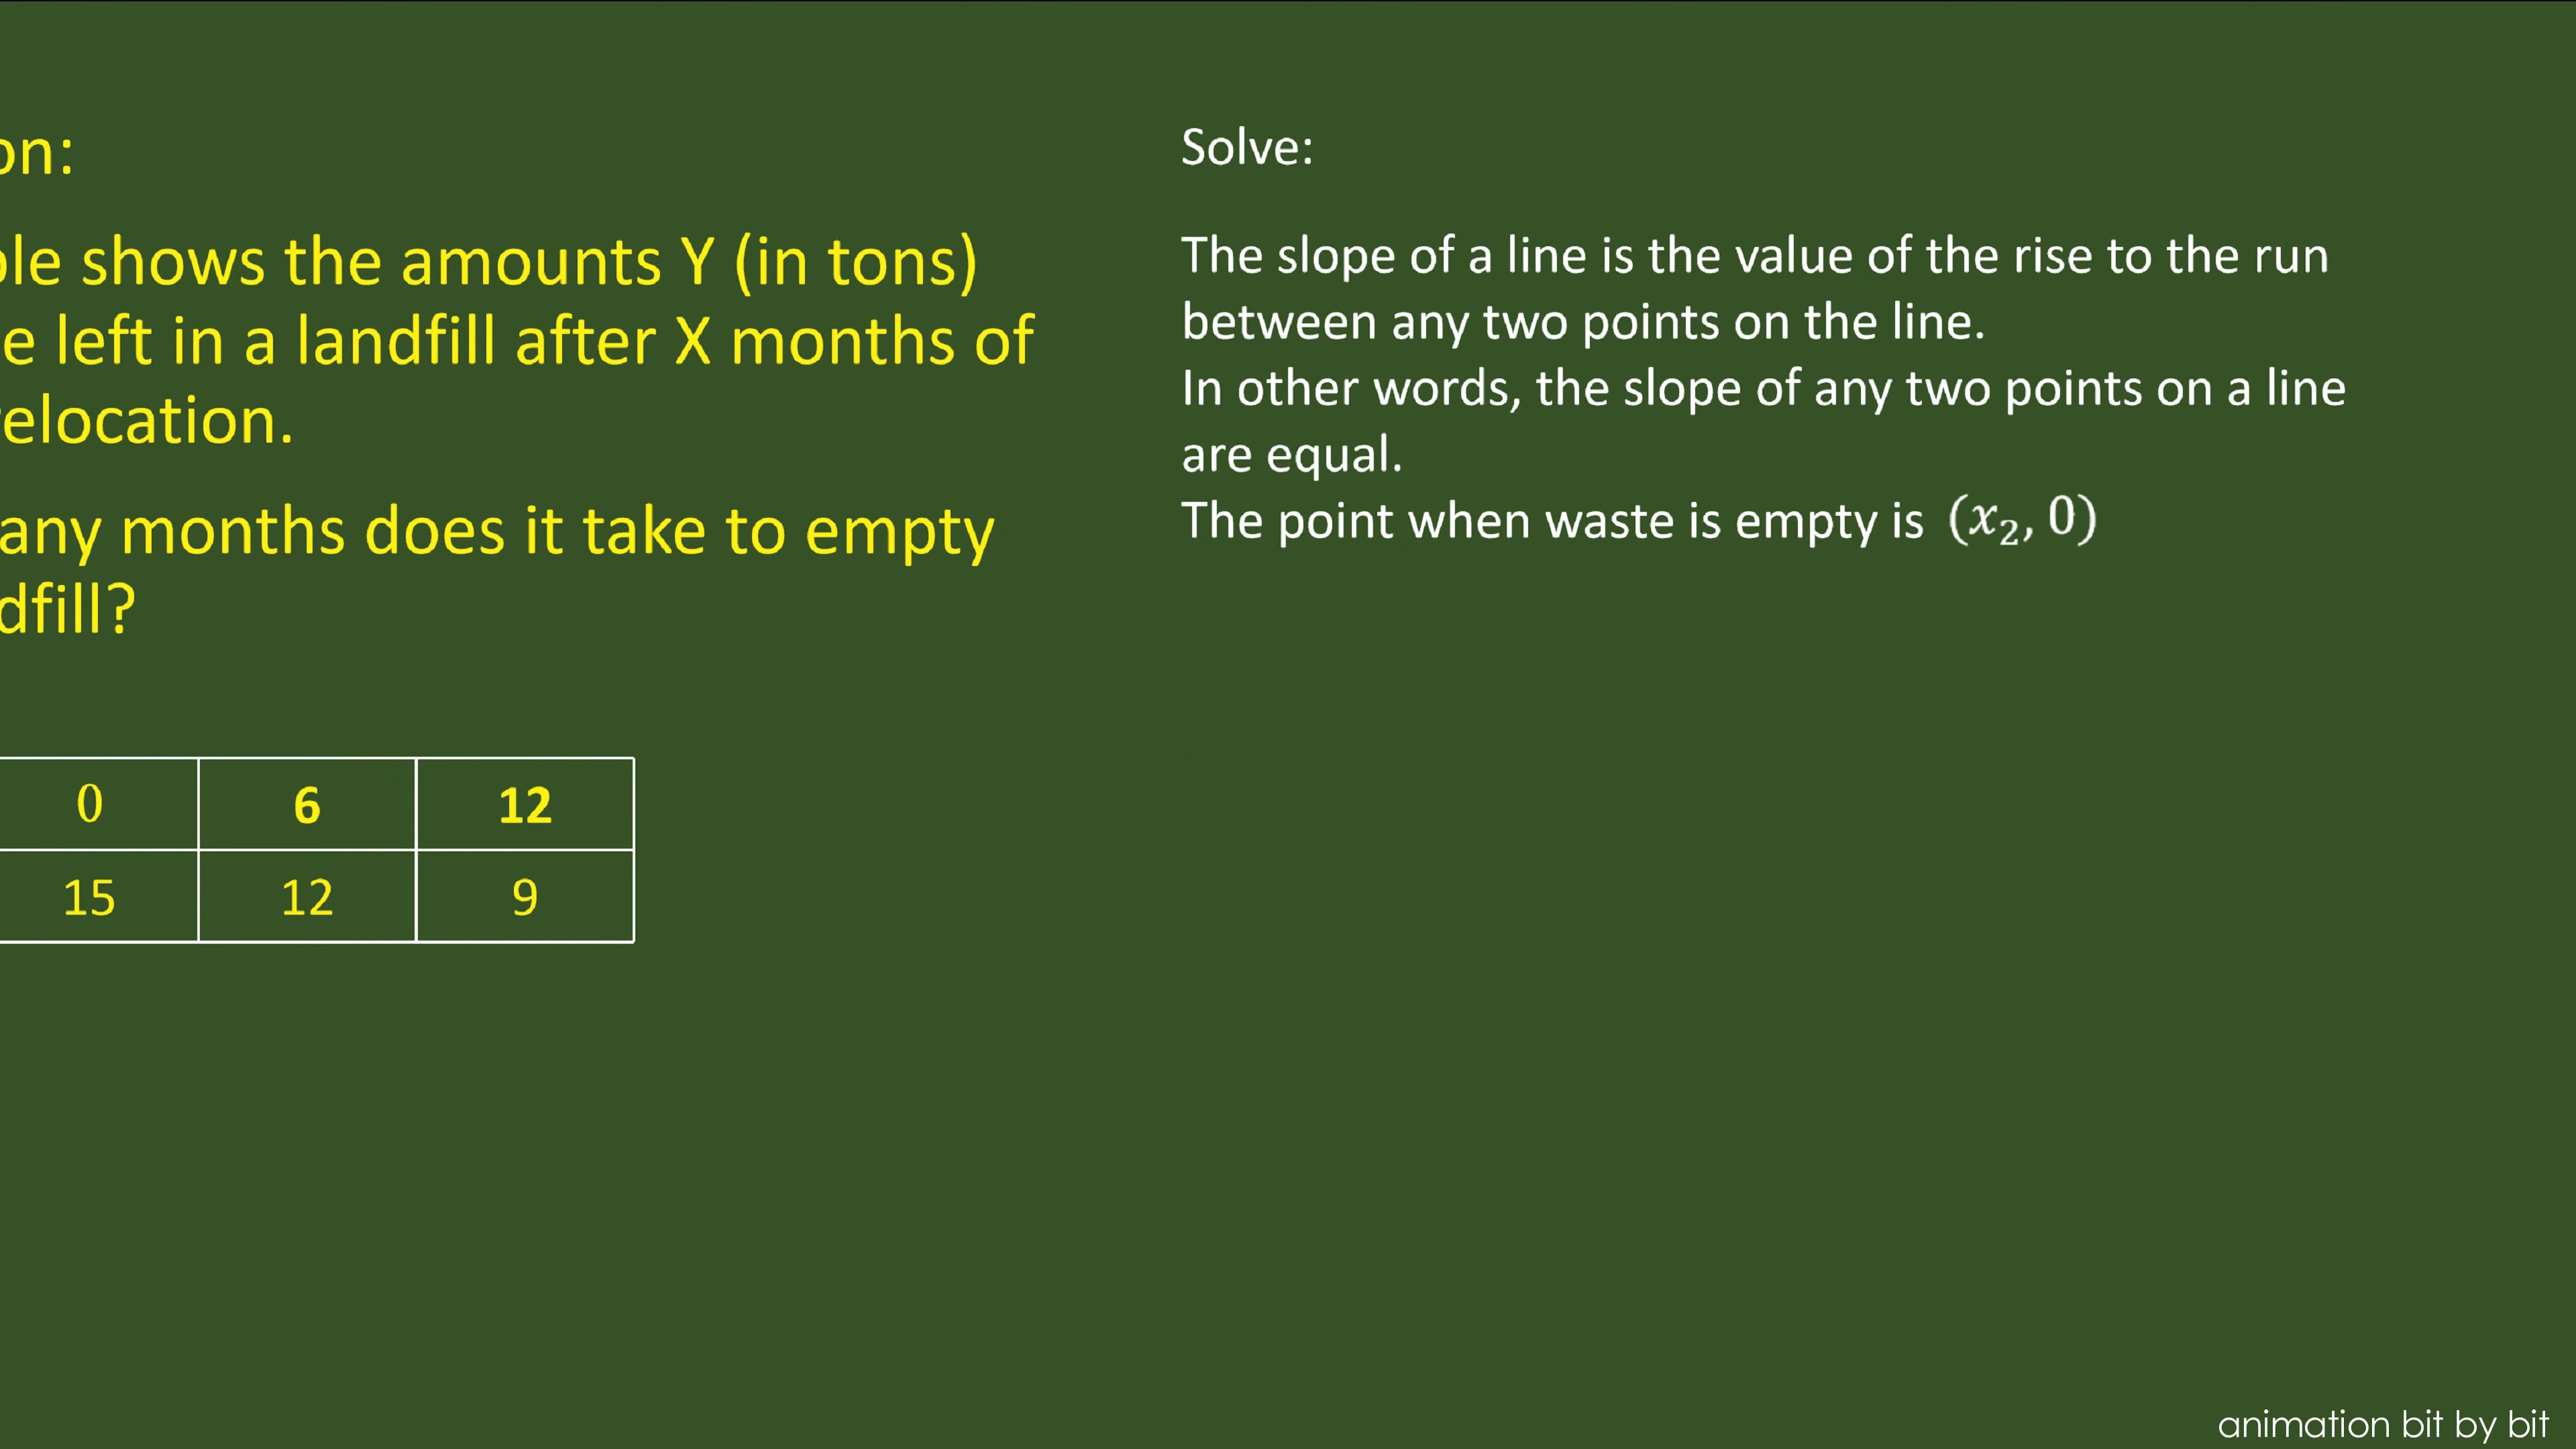 on:
ple shows the amounts Y (in tons)
e left in a landfill after X months of
relocation.
any months does it take to empty
dfill?
0 6 12
15 12 9
Solve:
The slope of a line is the value of the rise to the run
between any two points on the line.
In other words, the slope of any two points on a line
are equal.
The point when waste is empty is (x₂, 0)
animation bit by bit